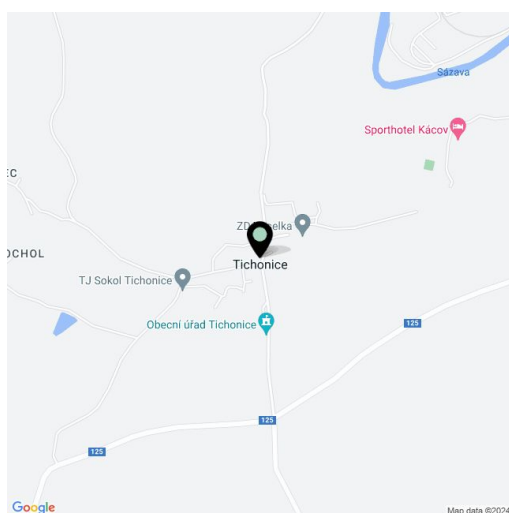 Sázava
Sporthotel Kácov
EC
ZD
elka
OCHOL
Tichonice
TJ Sokol Tichonice
Obecní úřad Tichonice
125
125
125
Google
Map data ©2024